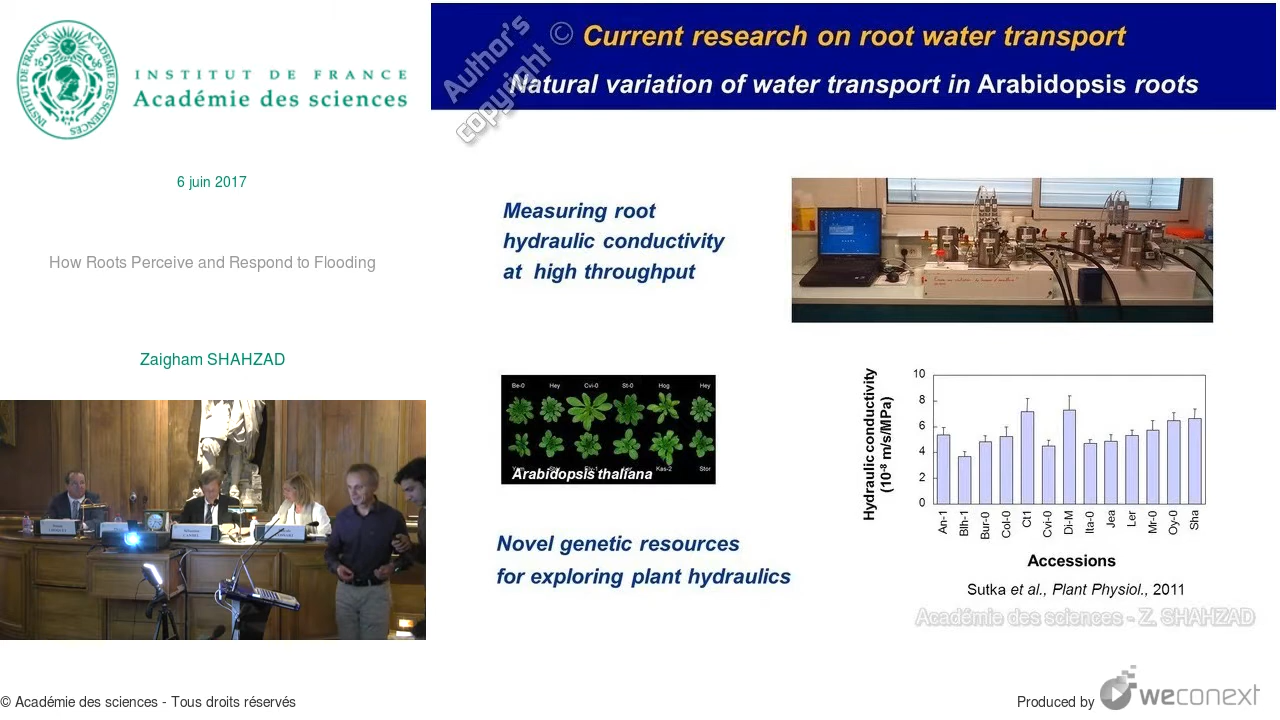 INSTITUT DE FRANCE
Académie des sciences
6 juin 2017
How Roots Perceive and Respond to Flooding
Zaigham SHAHZAD
© Current research on root water transport
Author's
copyright
Natural variation of water transport in Arabidopsis roots
Measuring root
hydraulic conductivity
at high throughput
Be-0 Hey Cvi-0 St-0 Hog Hey
Kas-2 Stor
Arabidopsis thaliana
Novel genetic resources
for exploring plant hydraulics
Hydraulic conductivity
(10-8 m/s/MPa)
10
8
6
4
2
0
An-1 Blh-1 Bur-0 Col-0 Ct1 Cvi-0 Di-M Ita-0 Jea Ler Mr-0 Oy-0 Sha
Accessions
Sutka et al., Plant Physiol., 2011
Académie des sciences - Z. SHAHZAD
© Académie des sciences - Tous droits réservés
Produced by weconext